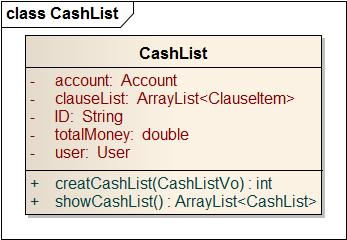 class CashList
CashList
- account: Account
- clauseList: ArrayList<ClauseItem>
- ID: String
- totalMoney: double
- user: User
+ creatCashList(CashListVo) : int
+ showCashList() : ArrayList<CashList>